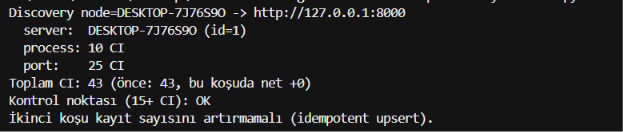 Discovery node=DESKTOP-7J76S9O -> http://127.0.0.1:8000
server: DESKTOP-7J76S9O (id=1)
process: 10 CI
port: 25 CI
Toplam CI: 43 (önce: 43, bu koşuda net +0)
Kontrol noktası (15+ CI): OK
İkinci koşu kayıt sayısını artırmamalı (idempotent upsert).